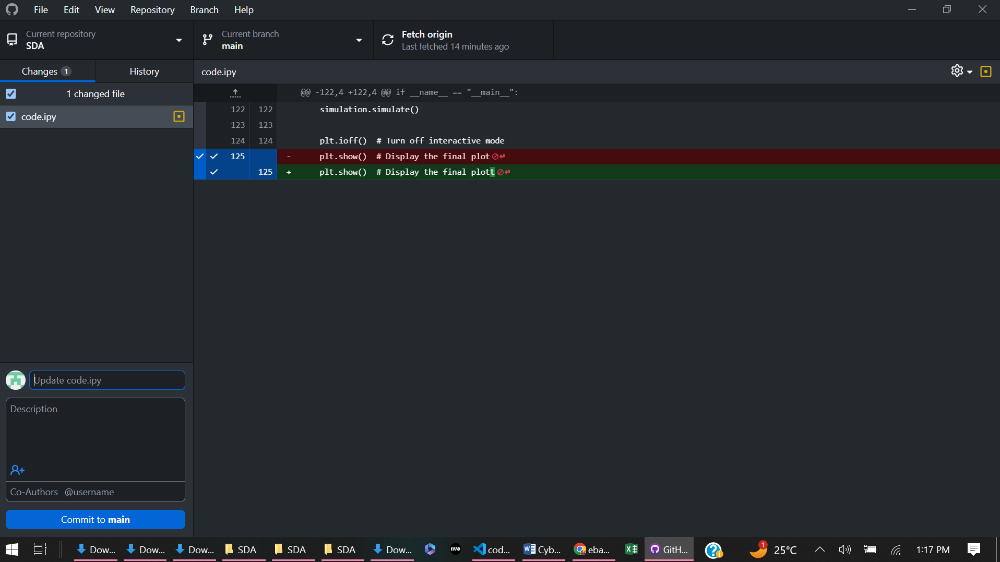 File Edit View Repository Branch Help
Current repository
SDA
Current branch
main
Fetch origin
Last fetched 14 minutes ago
Changes 1
History
code.ipy
1 changed file
code.ipy
@@ -122,4 +122,4 @@ if __name__ == "__main__":
122 122 simulation.simulate()
123 123
124 124 plt.ioff() # Turn off interactive mode
125 - plt.show() # Display the final plot
125 + plt.show() # Display the final plott
Update code.ipy
Description
Co-Authors @username
Commit to main
Dow... Dow... Dow... SDA SDA SDA Dow... cod... Cyb... eba... GitH... 1 25°C 1:17 PM